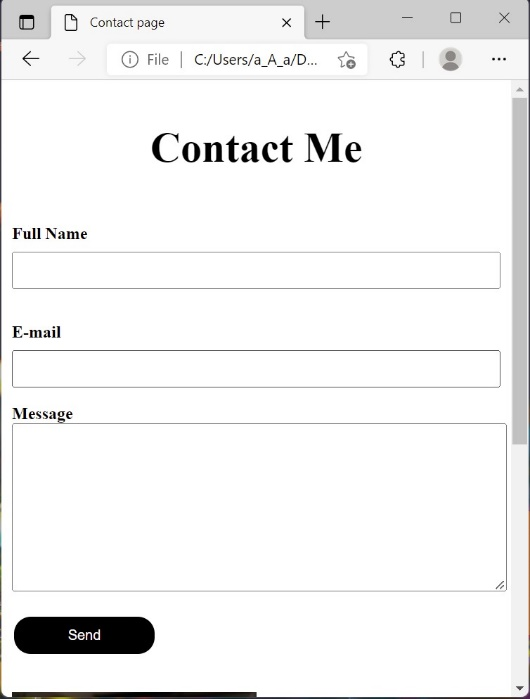 Contact page
File | C:/Users/a_A_a/D...
Contact Me
Full Name
E-mail
Message
Send